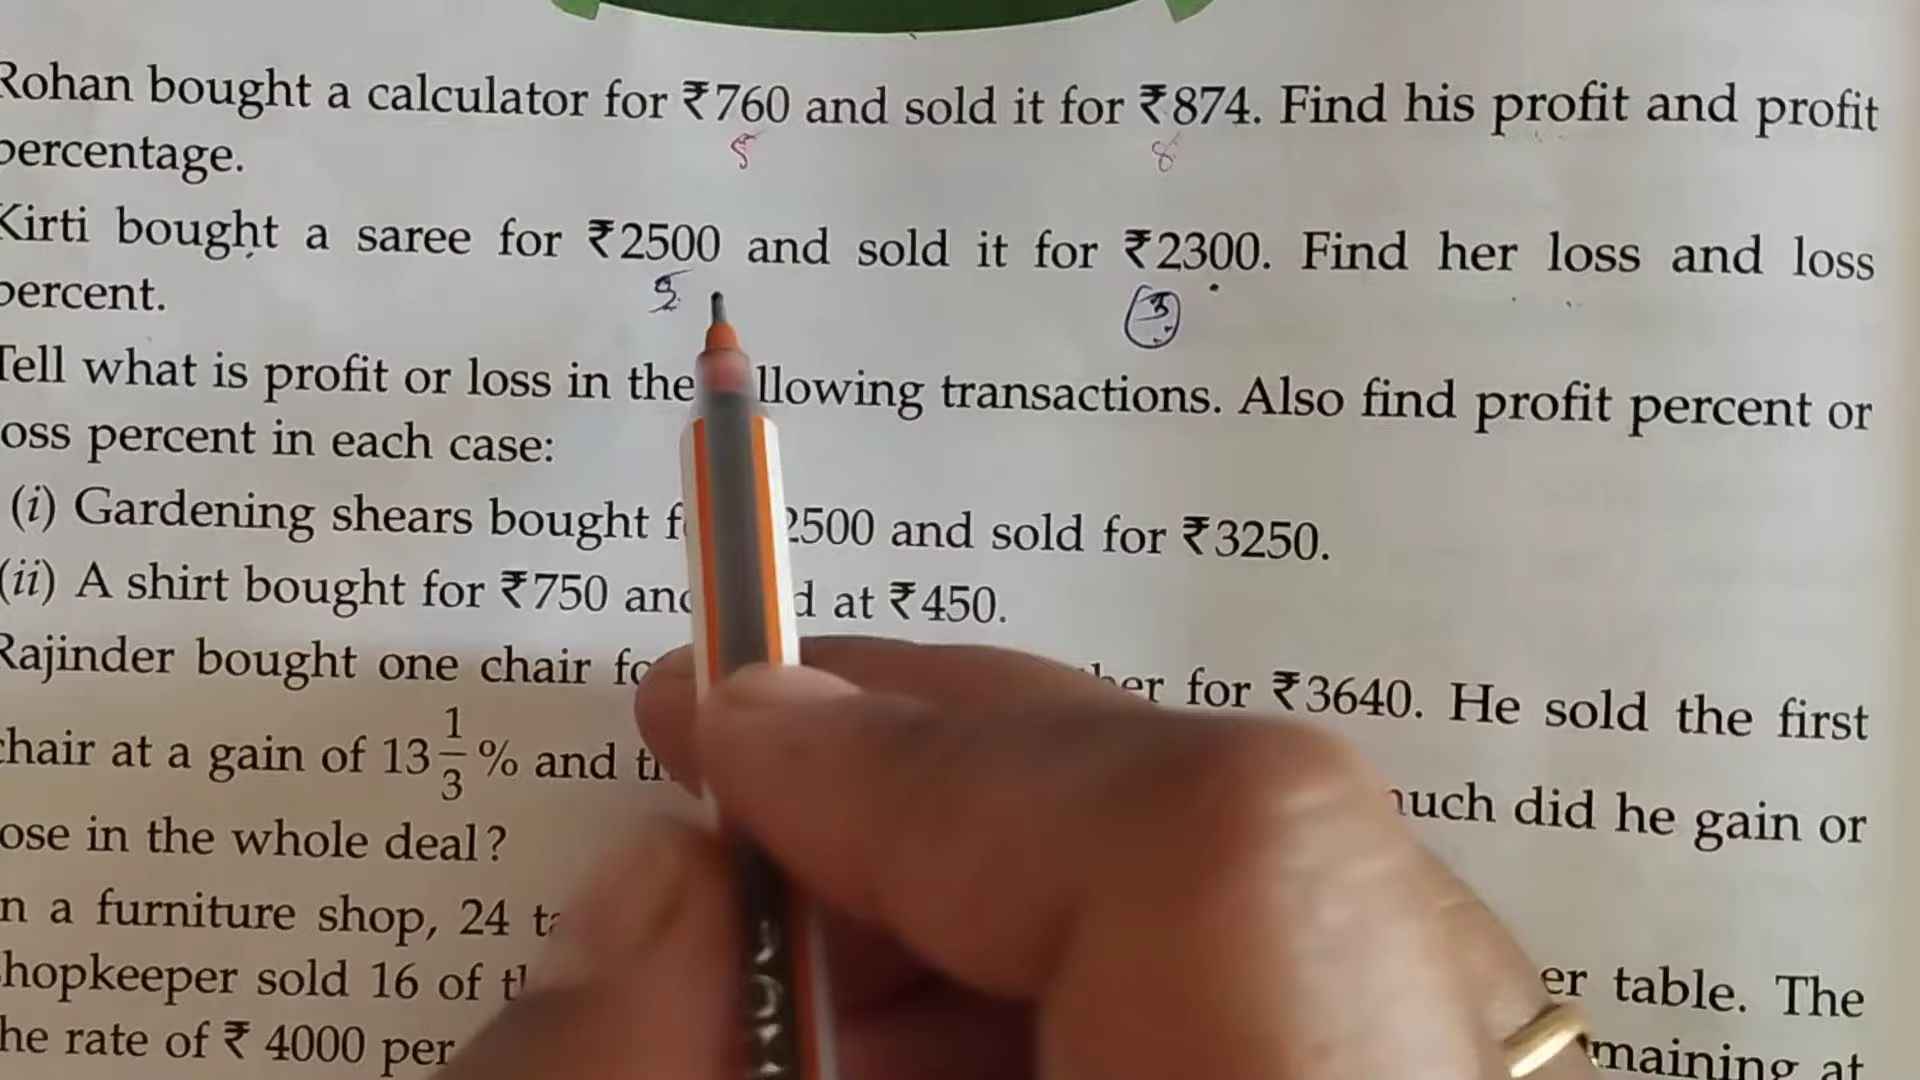 Rohan bought a calculator for ₹760 and sold it for ₹874. Find his profit and profit
percentage.
Kirti bought a saree for ₹2500 and sold it for ₹2300. Find her loss and loss
percent.
Tell what is profit or loss in the llowing transactions. Also find profit percent or
oss percent in each case:
(i) Gardening shears bought f 2500 and sold for ₹3250.
(ii) A shirt bought for ₹750 an d at ₹450.
Rajinder bought one chair fo her for ₹3640. He sold the first
chair at a gain of 13 1/3 % and th much did he gain or
ose in the whole deal?
n a furniture shop, 24 ta
hopkeeper sold 16 of t er table. The
he rate of ₹ 4000 per maining at